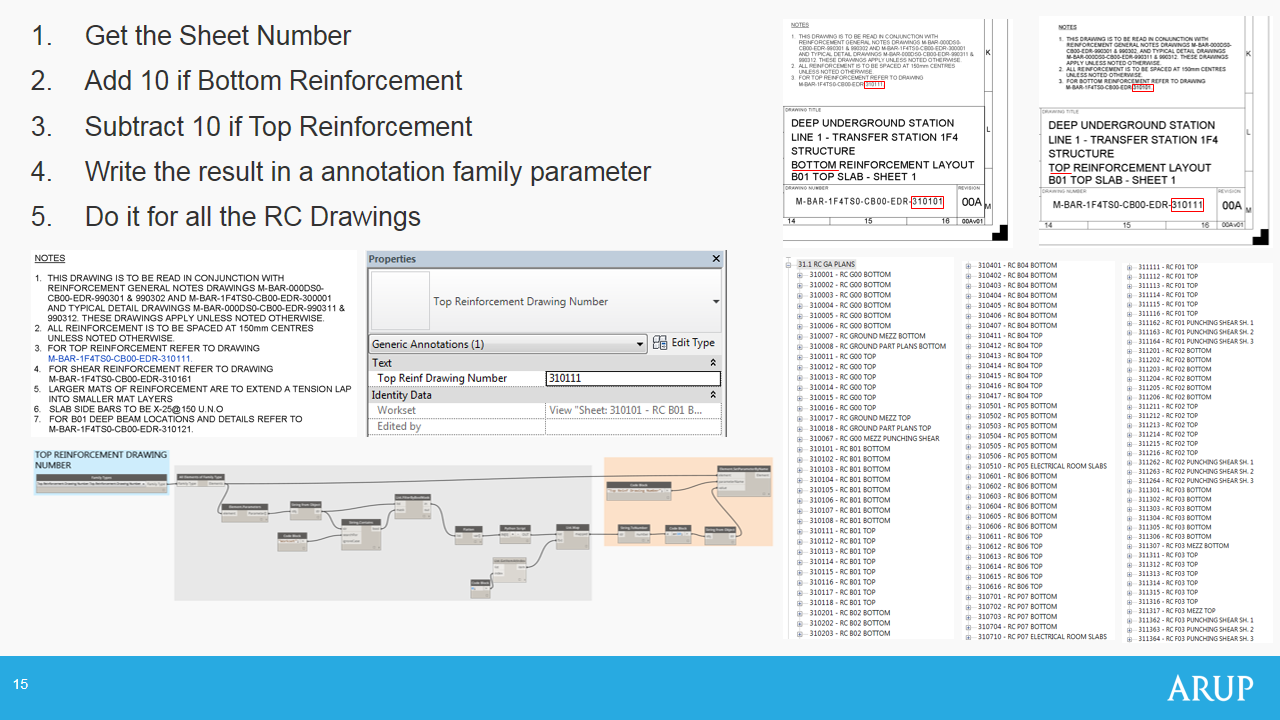 1. Get the Sheet Number
2. Add 10 if Bottom Reinforcement
3. Subtract 10 if Top Reinforcement
4. Write the result in a annotation family parameter
5. Do it for all the RC Drawings
NOTES
1. THIS DRAWING IS TO BE READ IN CONJUNCTION WITH
REINFORCEMENT GENERAL NOTES DRAWINGS M-BAR-000DS0-
CB00-EDR-990301 & 990302 AND M-BAR-1F4TS0-CB00-EDR-300001
AND TYPICAL DETAIL DRAWINGS M-BAR-000DS0-CB00-EDR-990311 &
990312. THESE DRAWINGS APPLY UNLESS NOTED OTHERWISE.
2. ALL REINFORCEMENT IS TO BE SPACED AT 150mm CENTRES
UNLESS NOTED OTHERWISE.
3. FOR TOP REINFORCEMENT REFER TO DRAWING
M-BAR-1F4TS0-CB00-EDR-310111.
K
DRAWING TITLE
DEEP UNDERGROUND STATION
LINE 1 - TRANSFER STATION 1F4
STRUCTURE
BOTTOM REINFORCEMENT LAYOUT
B01 TOP SLAB - SHEET 1
L
DRAWING NUMBER
REVISION
M-BAR-1F4TS0-CB00-EDR-310101
00A
M
14 15 16 00Av01
NOTES
1. THIS DRAWING IS TO BE READ IN CONJUNCTION WITH
REINFORCEMENT GENERAL NOTES DRAWINGS M-BAR-000DS0-
CB00-EDR-990301 & 990302, AND TYPICAL DETAIL DRAWINGS
M-BAR-000DS0-CB00-EDR-990311 & 990312. THESE DRAWINGS
APPLY UNLESS NOTED OTHERWISE.
2. ALL REINFORCEMENT IS TO BE SPACED AT 150mm CENTRES
UNLESS NOTED OTHERWISE.
3. FOR BOTTOM REINFORCEMENT REFER TO DRAWING
M-BAR-1F4TS0-CB00-EDR-310101.
K
DRAWING TITLE
DEEP UNDERGROUND STATION
LINE 1 - TRANSFER STATION 1F4
STRUCTURE
TOP REINFORCEMENT LAYOUT
B01 TOP SLAB - SHEET 1
L
DRAWING NUMBER
REVISION
M-BAR-1F4TS0-CB00-EDR-310111
00A
M
14 15 16 00Av01
NOTES
1. THIS DRAWING IS TO BE READ IN CONJUNCTION WITH
REINFORCEMENT GENERAL NOTES DRAWINGS M-BAR-000DS0-
CB00-EDR-990301 & 990302 AND M-BAR-1F4TS0-CB00-EDR-300001
AND TYPICAL DETAIL DRAWINGS M-BAR-000DS0-CB00-EDR-990311 &
990312. THESE DRAWINGS APPLY UNLESS NOTED OTHERWISE.
2. ALL REINFORCEMENT IS TO BE SPACED AT 150mm CENTRES
UNLESS NOTED OTHERWISE.
3. FOR TOP REINFORCEMENT REFER TO DRAWING
M-BAR-1F4TS0-CB00-EDR-310111.
4. FOR SHEAR REINFORCEMENT REFER TO DRAWING
M-BAR-1F4TS0-CB00-EDR-310161
5. LARGER MATS OF REINFORCEMENT ARE TO EXTEND A TENSION LAP
INTO SMALLER MAT LAYERS
6. SLAB SIDE BARS TO BE X-25@150 U.N.O
7. FOR B01 DEEP BEAM LOCATIONS AND DETAILS REFER TO
M-BAR-1F4TS0-CB00-EDR-310121.
Properties
Top Reinforcement Drawing Number
Generic Annotations (1)
Edit Type
Text
Top Reinf Drawing Number 310111
Identity Data
Workset View "Sheet: 310101 - RC B01 B...
Edited by
TOP REINFORCEMENT DRAWING
NUMBER
31.1 RC GA PLANS
310001 - RC G00 BOTTOM
310002 - RC G00 BOTTOM
310003 - RC G00 BOTTOM
310004 - RC G00 BOTTOM
310005 - RC G00 BOTTOM
310006 - RC G00 BOTTOM
310007 - RC GROUND MEZZ BOTTOM
310008 - RC GROUND PART PLANS BOTTOM
310011 - RC G00 TOP
310012 - RC G00 TOP
310013 - RC G00 TOP
310014 - RC G00 TOP
310015 - RC G00 TOP
310016 - RC G00 TOP
310017 - RC GROUND MEZZ TOP
310018 - RC GROUND PART PLANS TOP
310067 - RC G00 MEZZ PUNCHING SHEAR
310101 - RC B01 BOTTOM
310102 - RC B01 BOTTOM
310103 - RC B01 BOTTOM
310104 - RC B01 BOTTOM
310105 - RC B01 BOTTOM
310106 - RC B01 BOTTOM
310107 - RC B01 BOTTOM
310108 - RC B01 BOTTOM
310111 - RC B01 TOP
310112 - RC B01 TOP
310113 - RC B01 TOP
310114 - RC B01 TOP
310115 - RC B01 TOP
310116 - RC B01 TOP
310117 - RC B01 TOP
310118 - RC B01 TOP
310201 - RC B02 BOTTOM
310202 - RC B02 BOTTOM
310203 - RC B02 BOTTOM
310401 - RC B04 BOTTOM
310402 - RC B04 BOTTOM
310403 - RC B04 BOTTOM
310404 - RC B04 BOTTOM
310405 - RC B04 BOTTOM
310406 - RC B04 BOTTOM
310407 - RC B04 BOTTOM
310411 - RC B04 TOP
310412 - RC B04 TOP
310413 - RC B04 TOP
310414 - RC B04 TOP
310415 - RC B04 TOP
310416 - RC B04 TOP
310417 - RC B04 TOP
310501 - RC P05 BOTTOM
310502 - RC P05 BOTTOM
310503 - RC P05 BOTTOM
310504 - RC P05 BOTTOM
310505 - RC P05 BOTTOM
310506 - RC P05 BOTTOM
310510 - RC P05 ELECTRICAL ROOM SLABS
310601 - RC B06 BOTTOM
310602 - RC B06 BOTTOM
310603 - RC B06 BOTTOM
310604 - RC B06 BOTTOM
310605 - RC B06 BOTTOM
310606 - RC B06 BOTTOM
310611 - RC B06 TOP
310612 - RC B06 TOP
310613 - RC B06 TOP
310614 - RC B06 TOP
310615 - RC B06 TOP
310616 - RC B06 TOP
310701 - RC P07 BOTTOM
310702 - RC P07 BOTTOM
310703 - RC P07 BOTTOM
310704 - RC P07 BOTTOM
310710 - RC P07 ELECTRICAL ROOM SLABS
311111 - RC F01 TOP
311112 - RC F01 TOP
311113 - RC F01 TOP
311114 - RC F01 TOP
311115 - RC F01 TOP
311116 - RC F01 TOP
311162 - RC F01 PUNCHING SHEAR SH. 1
311163 - RC F01 PUNCHING SHEAR SH. 2
311164 - RC F01 PUNCHING SHEAR SH. 3
311201 - RC F02 BOTTOM
311202 - RC F02 BOTTOM
311203 - RC F02 BOTTOM
311204 - RC F02 BOTTOM
311205 - RC F02 BOTTOM
311206 - RC F02 BOTTOM
311211 - RC F02 TOP
311212 - RC F02 TOP
311213 - RC F02 TOP
311214 - RC F02 TOP
311215 - RC F02 TOP
311216 - RC F02 TOP
311262 - RC F02 PUNCHING SHEAR SH. 1
311263 - RC F02 PUNCHING SHEAR SH. 2
311264 - RC F02 PUNCHING SHEAR SH. 3
311301 - RC F03 BOTTOM
311302 - RC F03 BOTTOM
311303 - RC F03 BOTTOM
311304 - RC F03 BOTTOM
311305 - RC F03 BOTTOM
311306 - RC F03 BOTTOM
311307 - RC F03 MEZZ BOTTOM
311311 - RC F03 TOP
311312 - RC F03 TOP
311313 - RC F03 TOP
311314 - RC F03 TOP
311315 - RC F03 TOP
311316 - RC F03 TOP
311317 - RC F03 MEZZ TOP
311362 - RC F03 PUNCHING SHEAR SH. 1
311363 - RC F03 PUNCHING SHEAR SH. 2
311364 - RC F03 PUNCHING SHEAR SH. 3
15
ARUP